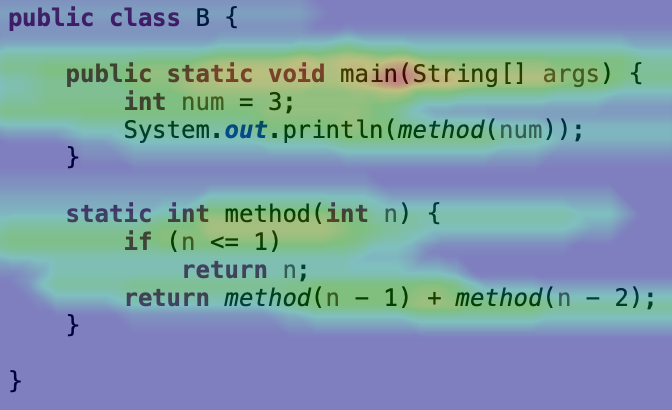 public class B {
    public static void main(String[] args) {
        int num = 3;
        System.out.println(method(num));
    }
    static int method(int n) {
        if (n <= 1)
            return n;
        return method(n - 1) + method(n - 2);
    }
}